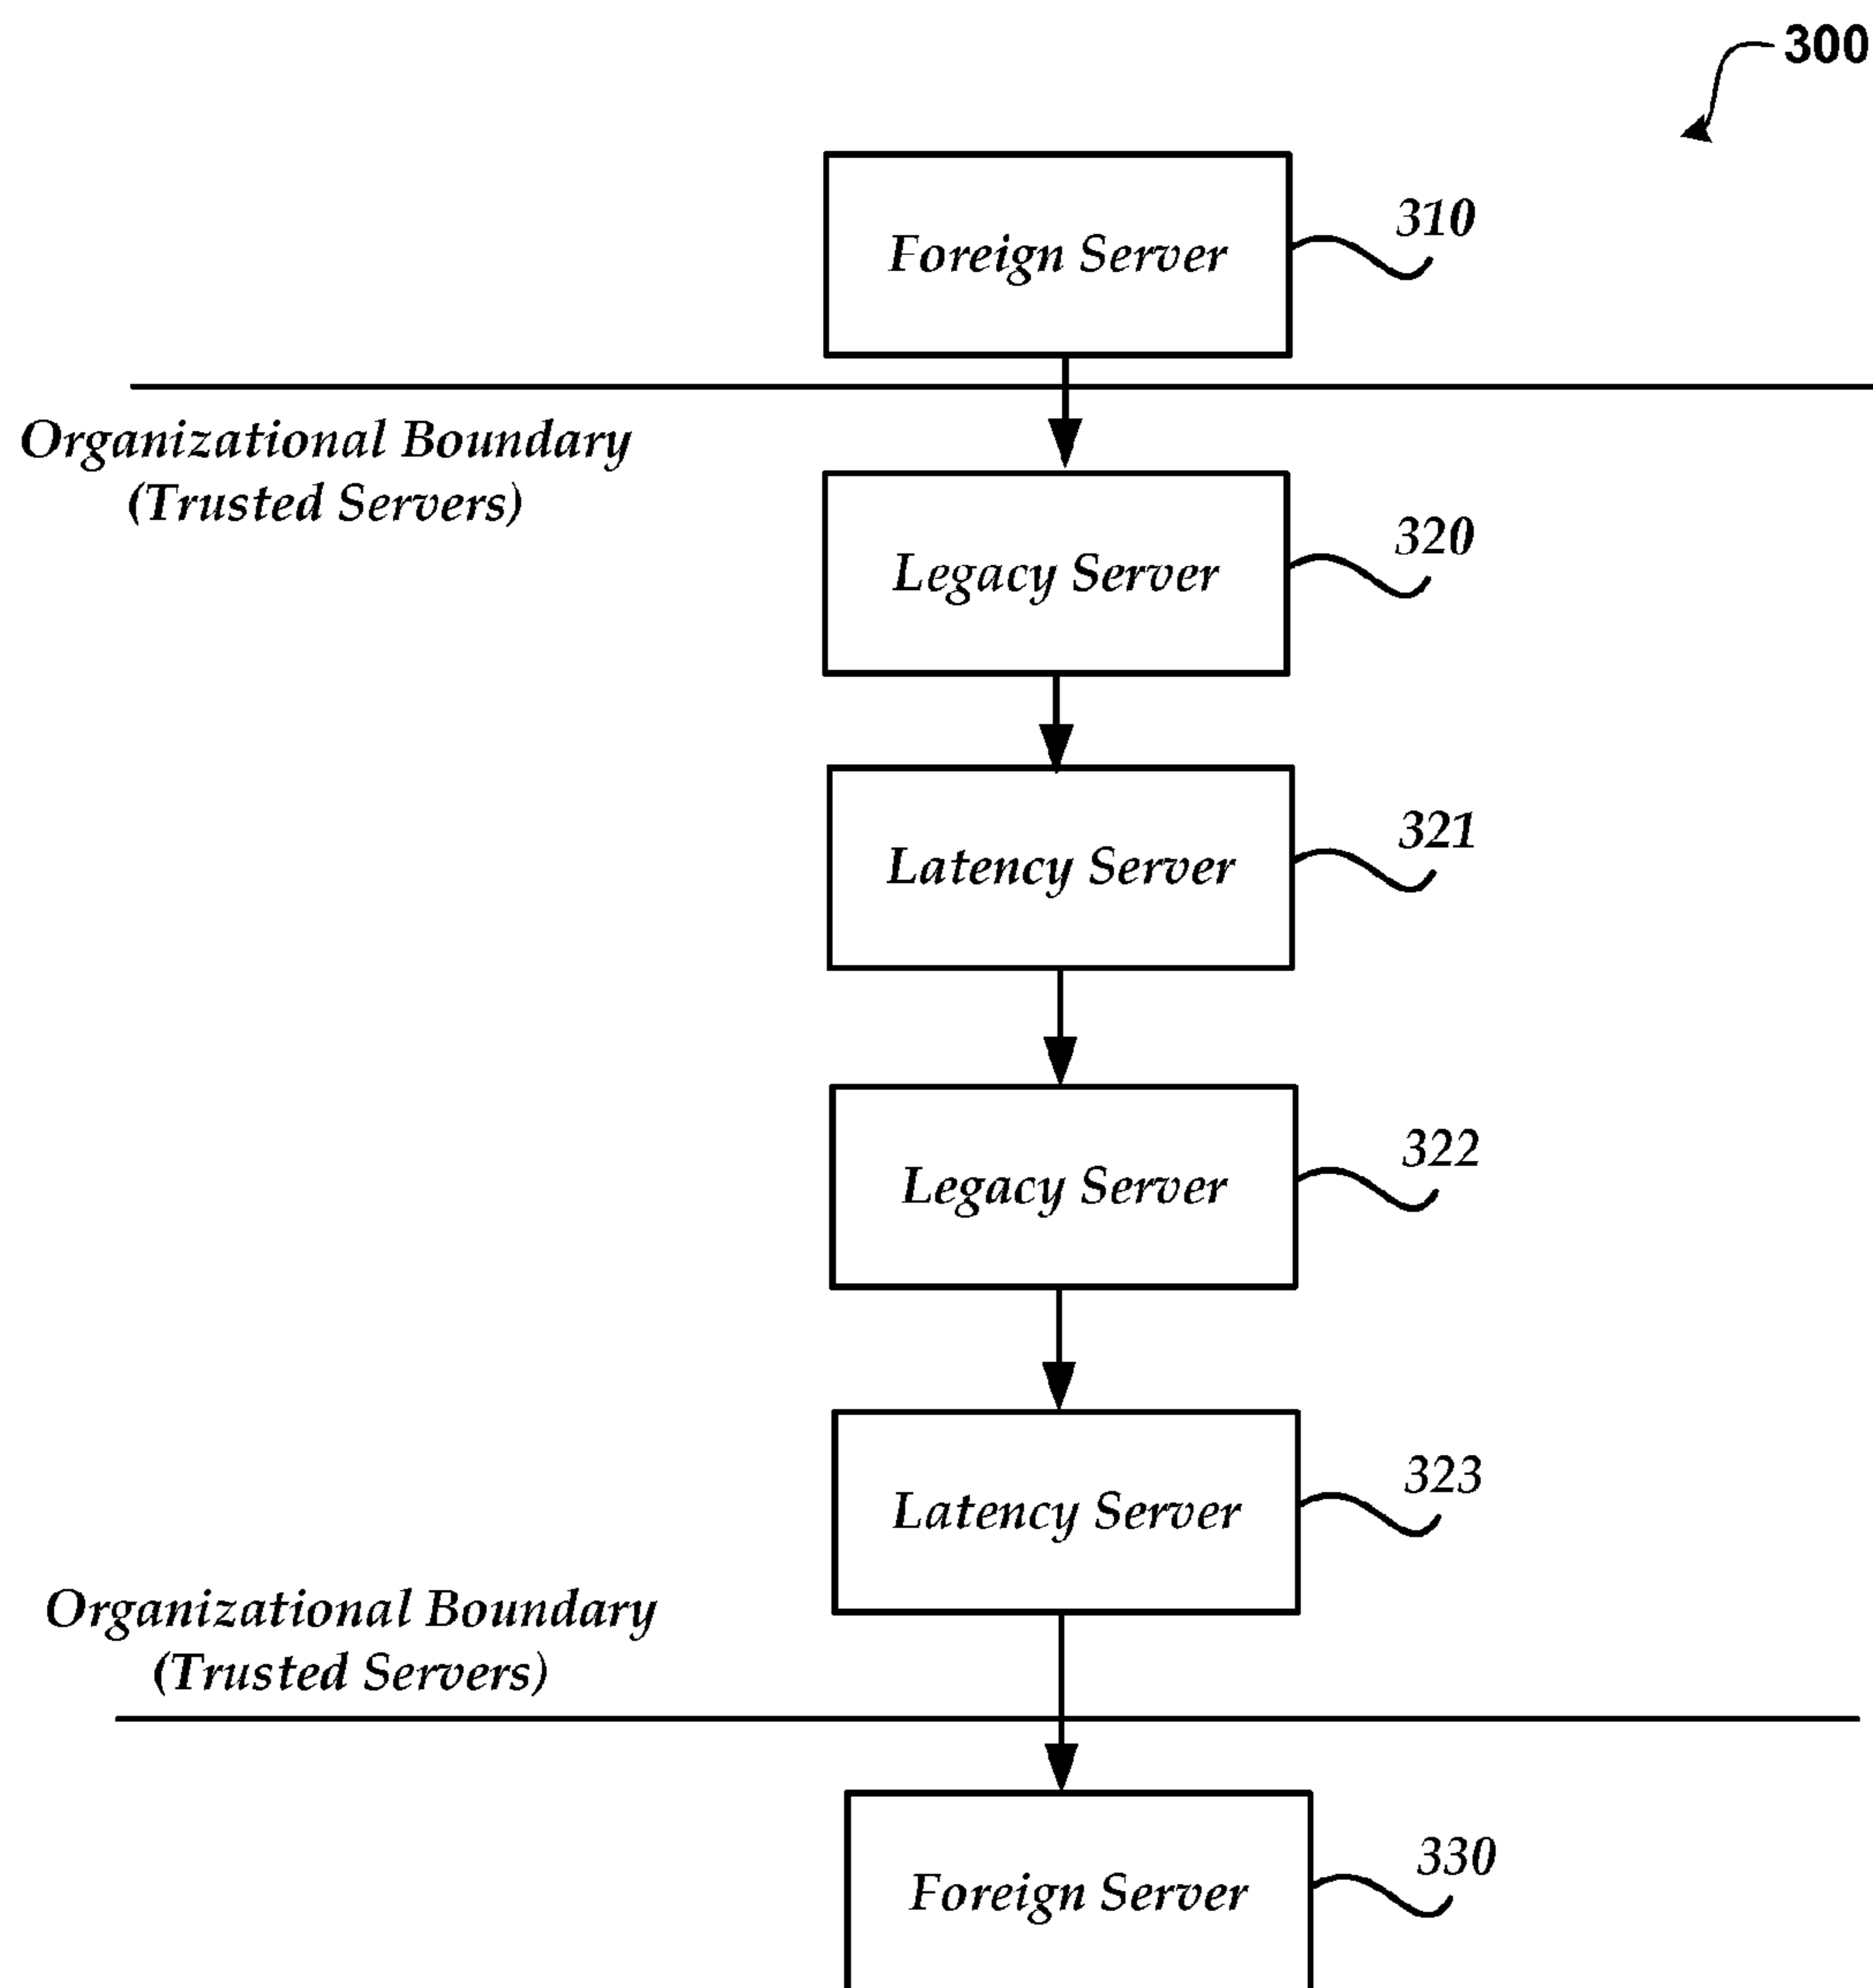 300
Foreign Server
310
Organizational Boundary
(Trusted Servers)
Legacy Server
320
Latency Server
321
Legacy Server
322
Latency Server
323
Organizational Boundary
(Trusted Servers)
Foreign Server
330